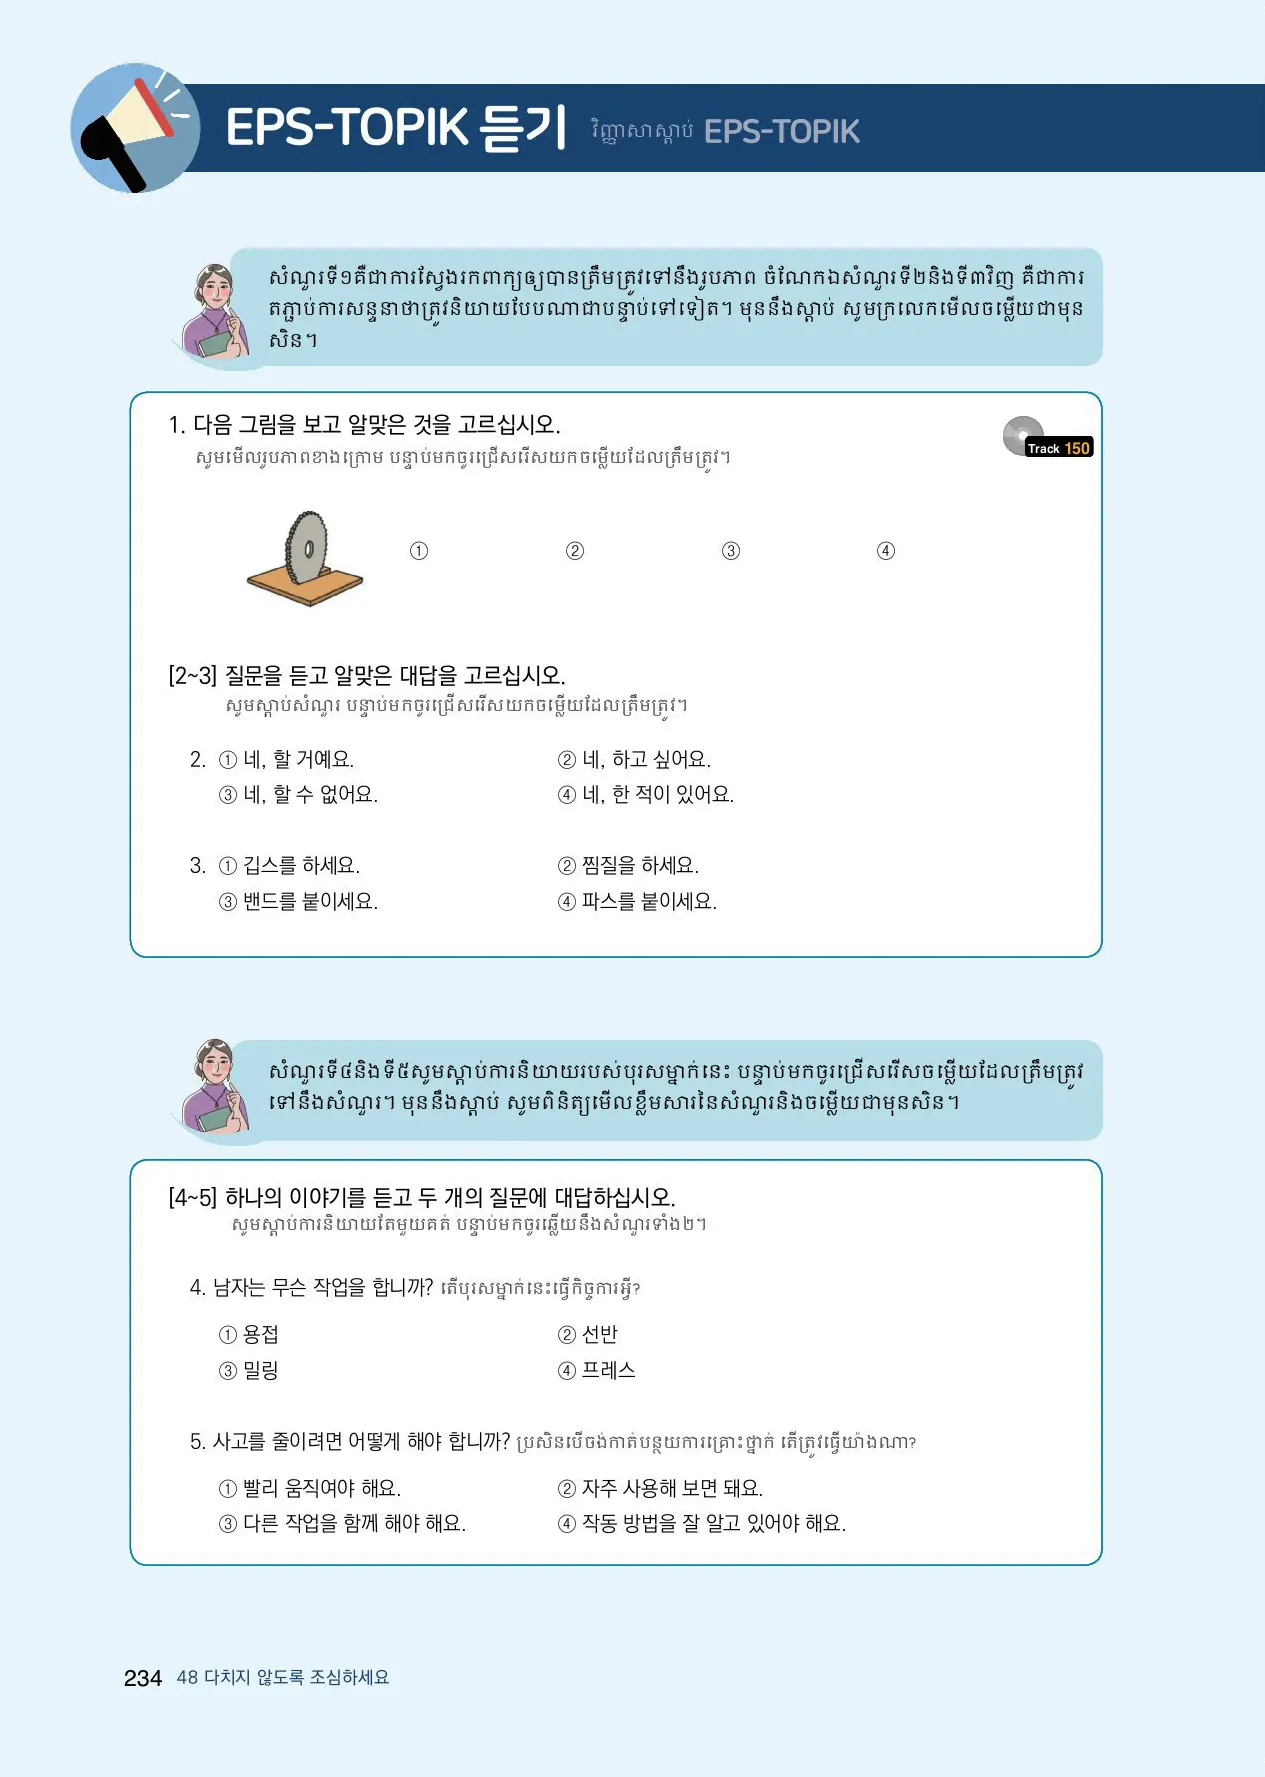 EPS-TOPIK 듣기 វិញ្ញាសាស្តាប់ EPS-TOPIK
សំណួរទី១គឺជាការស្វែងរកពាក្យឲ្យបានត្រឹមត្រូវទៅនឹងរូបភាព ចំណែកឯសំណួរទី២និងទី៣វិញ គឺជាការ
តភ្ជាប់ការសន្ទនាថាត្រូវនិយាយបែបណាជាបន្ទាប់ទៅទៀត។ មុននឹងស្តាប់ សូមក្រលេកមើលចម្លើយជាមុន
សិន។
1. 다음 그림을 보고 알맞은 것을 고르십시오.
Track 150
សូមមើលរូបភាពខាងក្រោម បន្ទាប់មកចូរជ្រើសរើសយកចម្លើយដែលត្រឹមត្រូវ។
① ② ③ ④
[2~3] 질문을 듣고 알맞은 대답을 고르십시오.
សូមស្តាប់សំណួរ បន្ទាប់មកចូរជ្រើសរើសយកចម្លើយដែលត្រឹមត្រូវ។
2. ① 네, 할 거예요. ② 네, 하고 싶어요.
③ 네, 할 수 없어요. ④ 네, 한 적이 있어요.
3. ① 깁스를 하세요. ② 찜질을 하세요.
③ 밴드를 붙이세요. ④ 파스를 붙이세요.
សំណួរទី៤និងទី៥សូមស្តាប់ការនិយាយរបស់បុរសម្នាក់នេះ បន្ទាប់មកចូរជ្រើសរើសចម្លើយដែលត្រឹមត្រូវ
ទៅនឹងសំណួរ។ មុននឹងស្តាប់ សូមពិនិត្យមើលខ្លឹមសារនៃសំណួរនិងចម្លើយជាមុនសិន។
[4~5] 하나의 이야기를 듣고 두 개의 질문에 대답하십시오.
សូមស្តាប់ការនិយាយតែមួយគត់ បន្ទាប់មកចូរឆ្លើយនឹងសំណួរទាំង២។
4. 남자는 무슨 작업을 합니까? តើបុរសម្នាក់នេះធ្វើកិច្ចការអ្វី?
① 용접 ② 선반
③ 밀링 ④ 프레스
5. 사고를 줄이려면 어떻게 해야 합니까? ប្រសិនបើចង់កាត់បន្ថយការគ្រោះថ្នាក់ តើត្រូវធ្វើយ៉ាងណា?
① 빨리 움직여야 해요. ② 자주 사용해 보면 돼요.
③ 다른 작업을 함께 해야 해요. ④ 작동 방법을 잘 알고 있어야 해요.
234 48 다치지 않도록 조심하세요